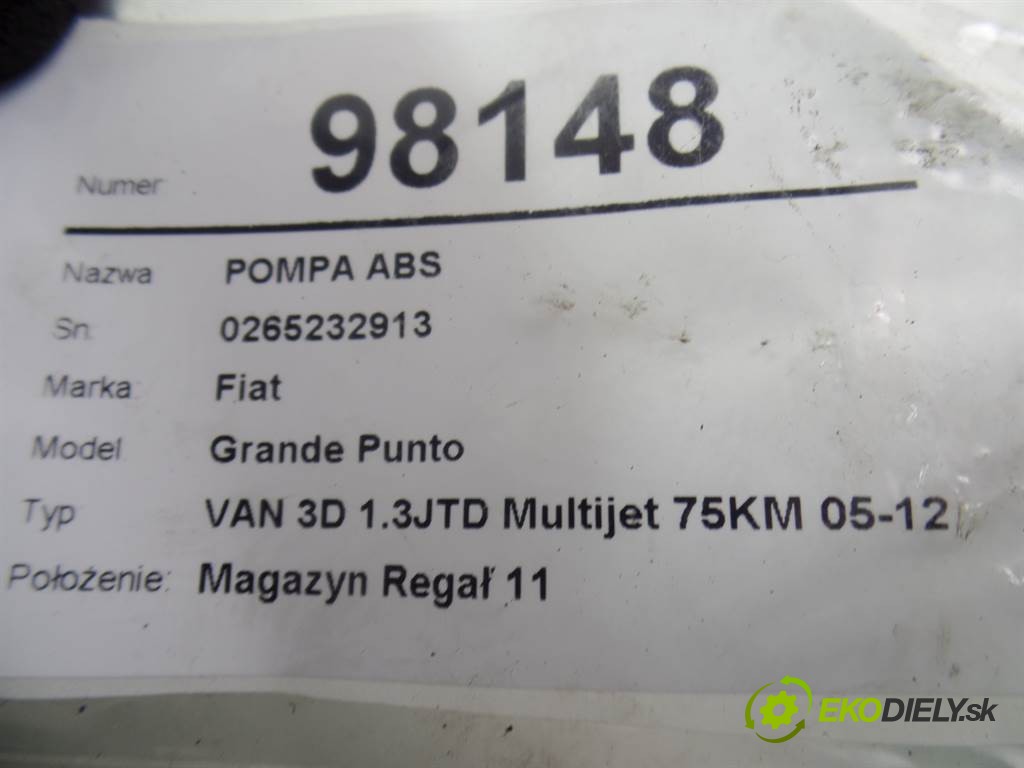 Numer 98148
Nazwa POMPA ABS
Sn. 0265232913
Marka: Fiat
Model Grande Punto
Typ VAN 3D 1.3JTD Multijet 75KM 05-12
Położenie: Magazyn Regał 11
EKODIELY.sk